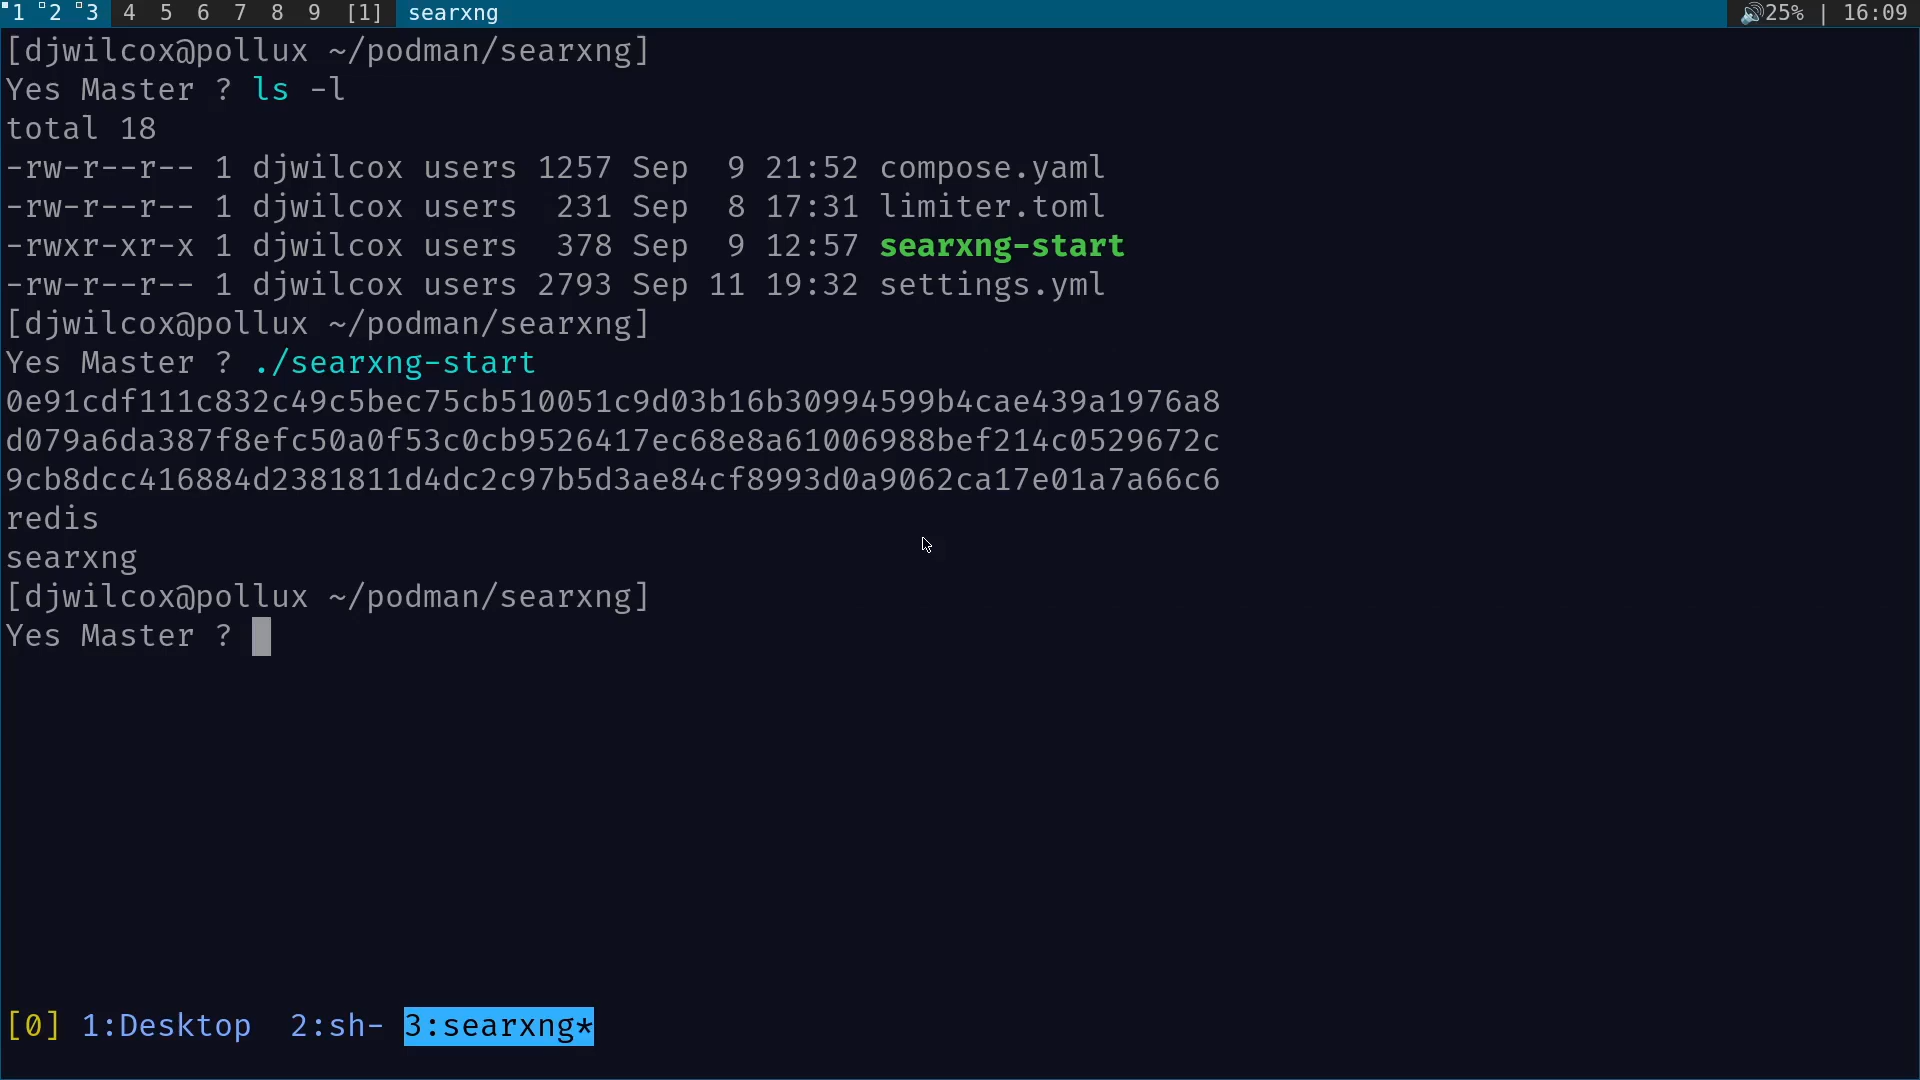 1 2 3 4 5 6 7 8 9 [1] searxng 25% | 16:09
[djwilcox@pollux ~/podman/searxng]
Yes Master ? ls -l
total 18
-rw-r--r-- 1 djwilcox users 1257 Sep  9 21:52 compose.yaml
-rw-r--r-- 1 djwilcox users  231 Sep  8 17:31 limiter.toml
-rwxr-xr-x 1 djwilcox users  378 Sep  9 12:57 searxng-start
-rw-r--r-- 1 djwilcox users 2793 Sep 11 19:32 settings.yml
[djwilcox@pollux ~/podman/searxng]
Yes Master ? ./searxng-start
0e91cdf111c832c49c5bec75cb510051c9d03b16b30994599b4cae439a1976a8
d079a6da387f8efc50a0f53c0cb9526417ec68e8a61006988bef214c0529672c
9cb8dcc416884d2381811d4dc2c97b5d3ae84cf8993d0a9062ca17e01a7a66c6
redis
searxng
[djwilcox@pollux ~/podman/searxng]
Yes Master ?
[0] 1:Desktop  2:sh- 3:searxng*